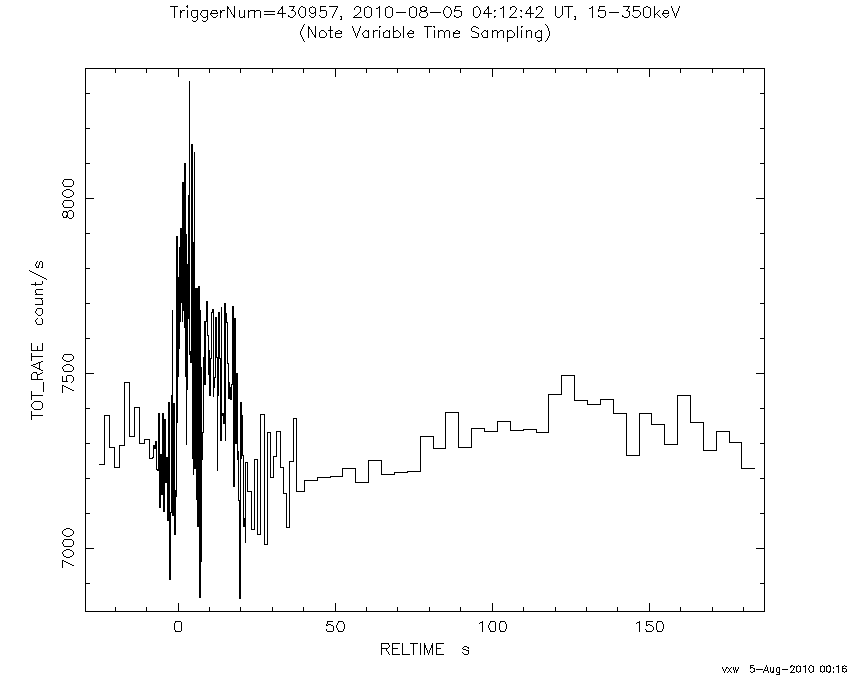 TriggerNum=430957, 2010-08-05 04:12:42 UT, 15-350keV
(Note Variable Time Sampling)
TOT_RATE count/s
8000
7500
7000
0 50 100 150
RELTIME s
vxw 5-Aug-2010 00:16